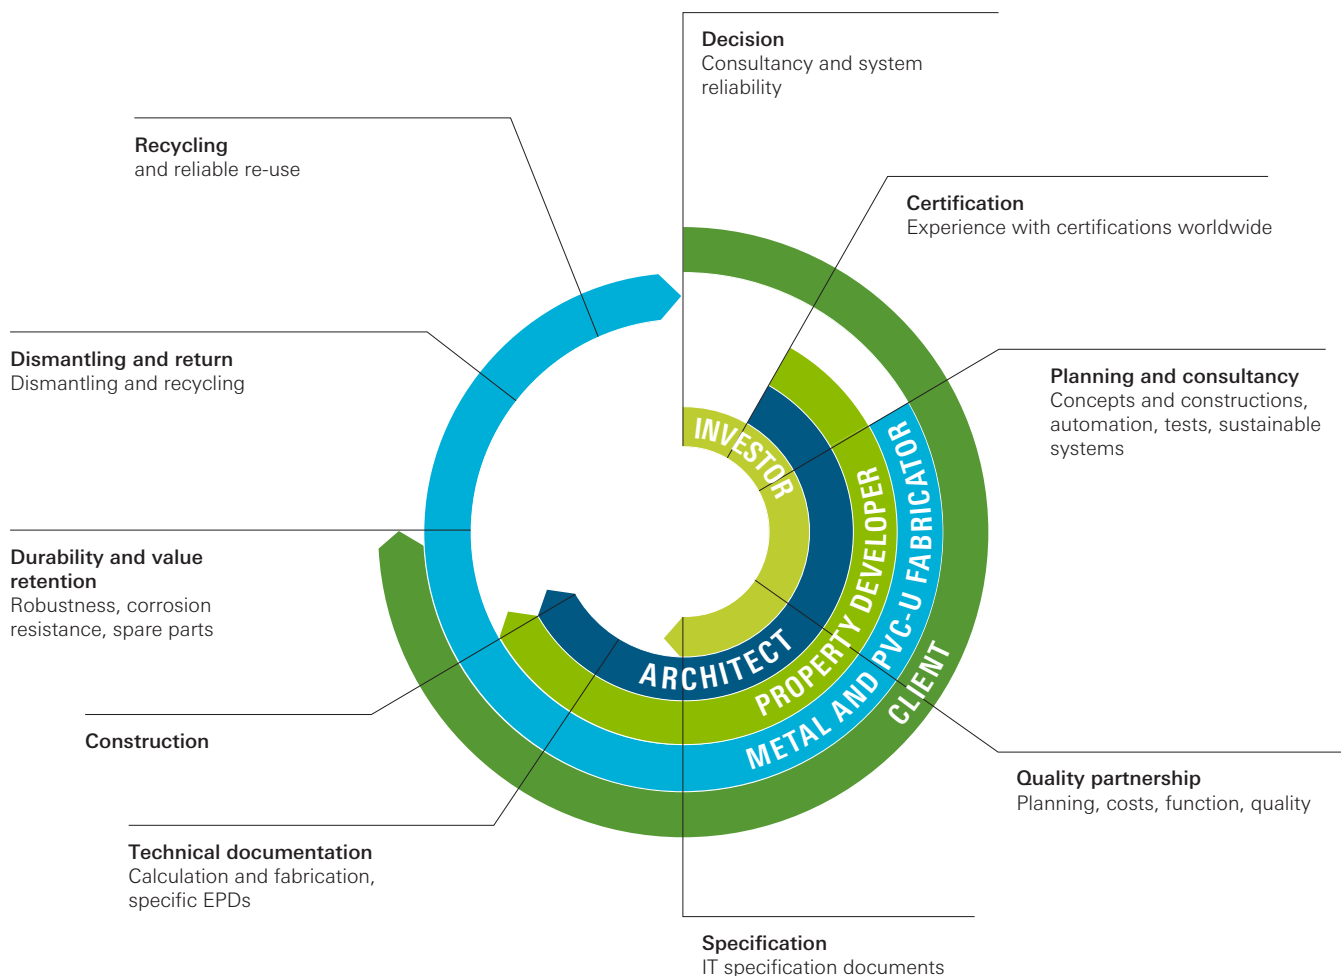 Decision
Consultancy and system
reliability
Recycling
and reliable re-use
Certification
Experience with certifications worldwide
Dismantling and return
Dismantling and recycling
Planning and consultancy
Concepts and constructions,
automation, tests, sustainable
systems
INVESTOR
ARCHITECT
PROPERTY DEVELOPER
METAL AND PVC-U FABRICATOR
CLIENT
Durability and value
retention
Robustness, corrosion
resistance, spare parts
Construction
Quality partnership
Planning, costs, function, quality
Technical documentation
Calculation and fabrication,
specific EPDs
Specification
IT specification documents